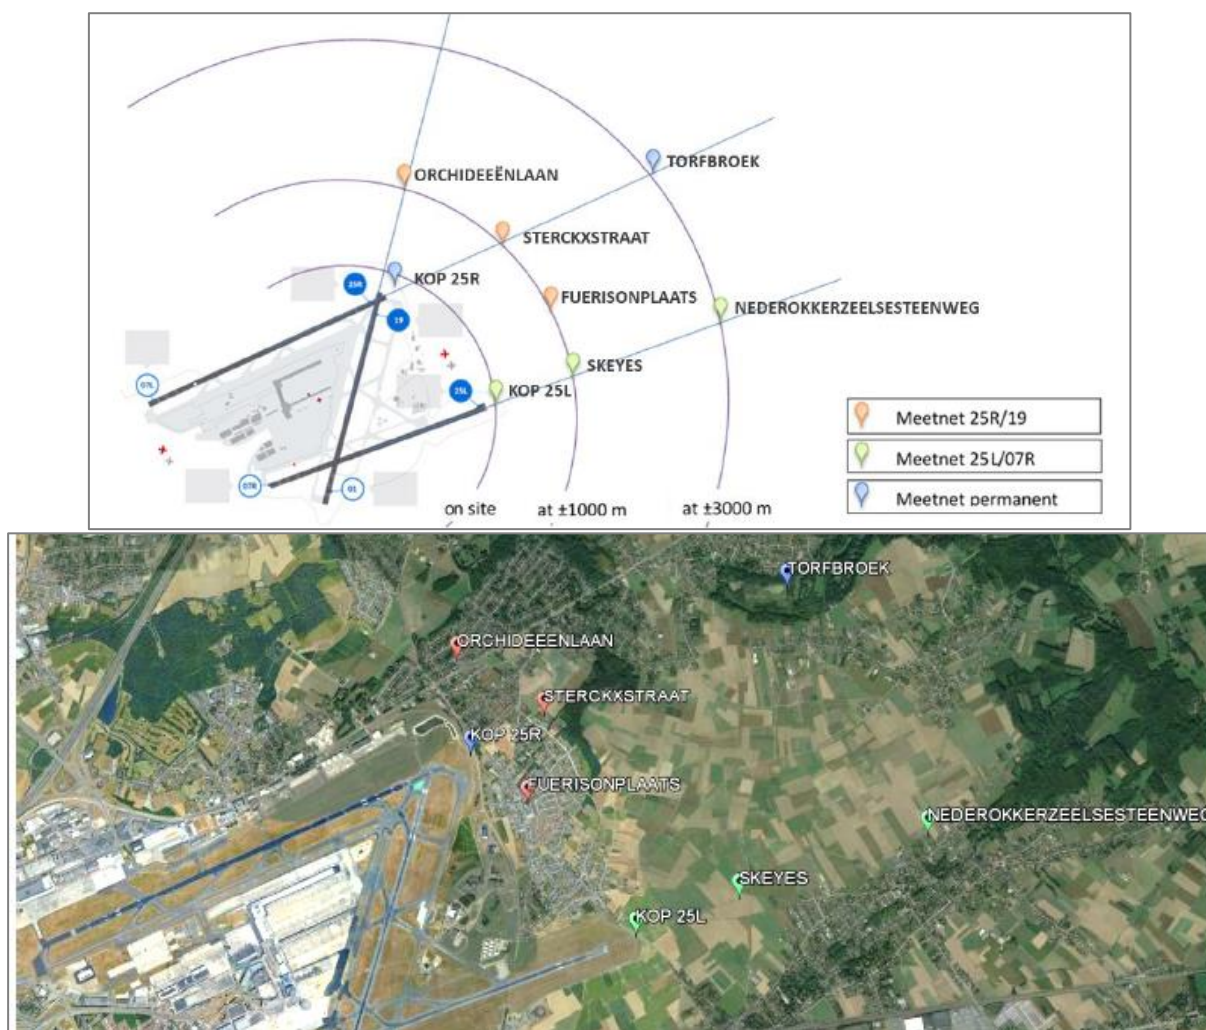 TORFBROEK
ORCHIDEEËNLAAN
STERCKXSTRAAT
KOP 25R
25R
FUERISONPLAATS
NEDEROKKERZEELSESTEENWEG
19
SKEYES
07L
25L
KOP 25L
Meetnet 25R/19
Meetnet 25L/07R
07R
01
Meetnet permanent
on site
at ±1000 m
at ±3000 m
TORFBROEK
ORCHIDEEENLAAN
STERCKXSTRAAT
KOP 25R
FUERISONPLAATS
NEDEROKKERZEELSESTEENWEG
SKEYES
KOP 25L